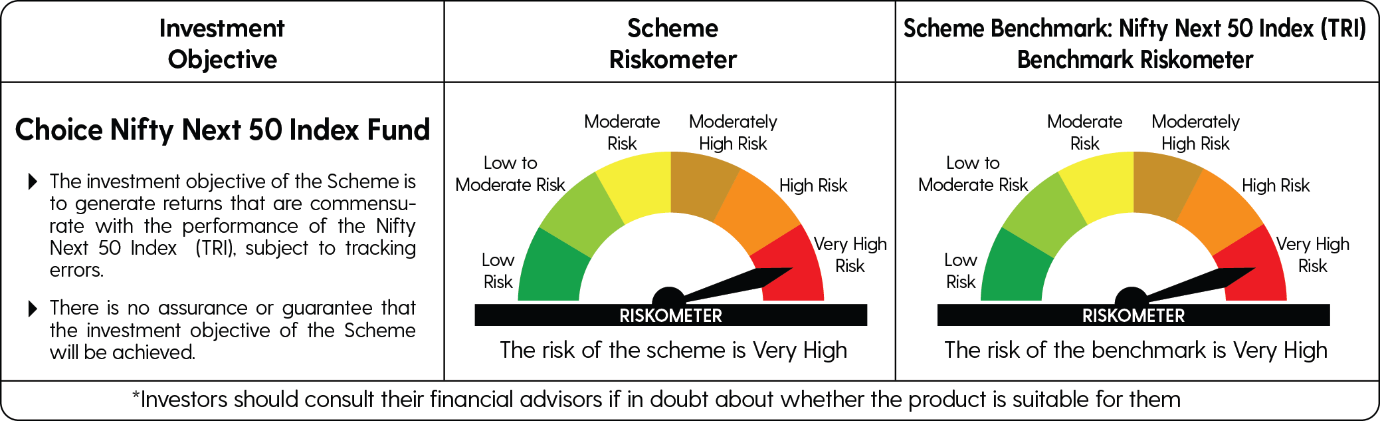 Investment
Objective
Scheme
Riskometer
Scheme Benchmark: Nifty Next 50 Index (TRI)
Benchmark Riskometer
Choice Nifty Next 50 Index Fund
The investment objective of the Scheme is
to generate returns that are commensu-
rate with the performance of the Nifty
Next 50 Index (TRI), subject to tracking
errors.
There is no assurance or guarantee that
the investment objective of the Scheme
will be achieved.
Low
Risk
Low to
Moderate Risk
Moderate
Risk
Moderately
High Risk
High Risk
Very High
Risk
RISKOMETER
The risk of the scheme is Very High
Low
Risk
Low to
Moderate Risk
Moderate
Risk
Moderately
High Risk
High Risk
Very High
Risk
RISKOMETER
The risk of the benchmark is Very High
*Investors should consult their financial advisors if in doubt about whether the product is suitable for them